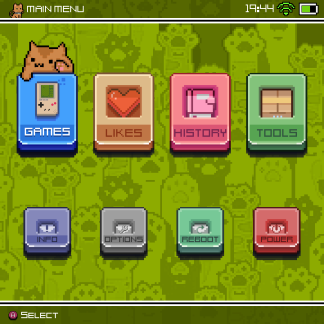 MAIN MENU 19:44
GAMES LIKES HISTORY TOOLS
INFO OPTIONS REBOOT POWER
SELECT